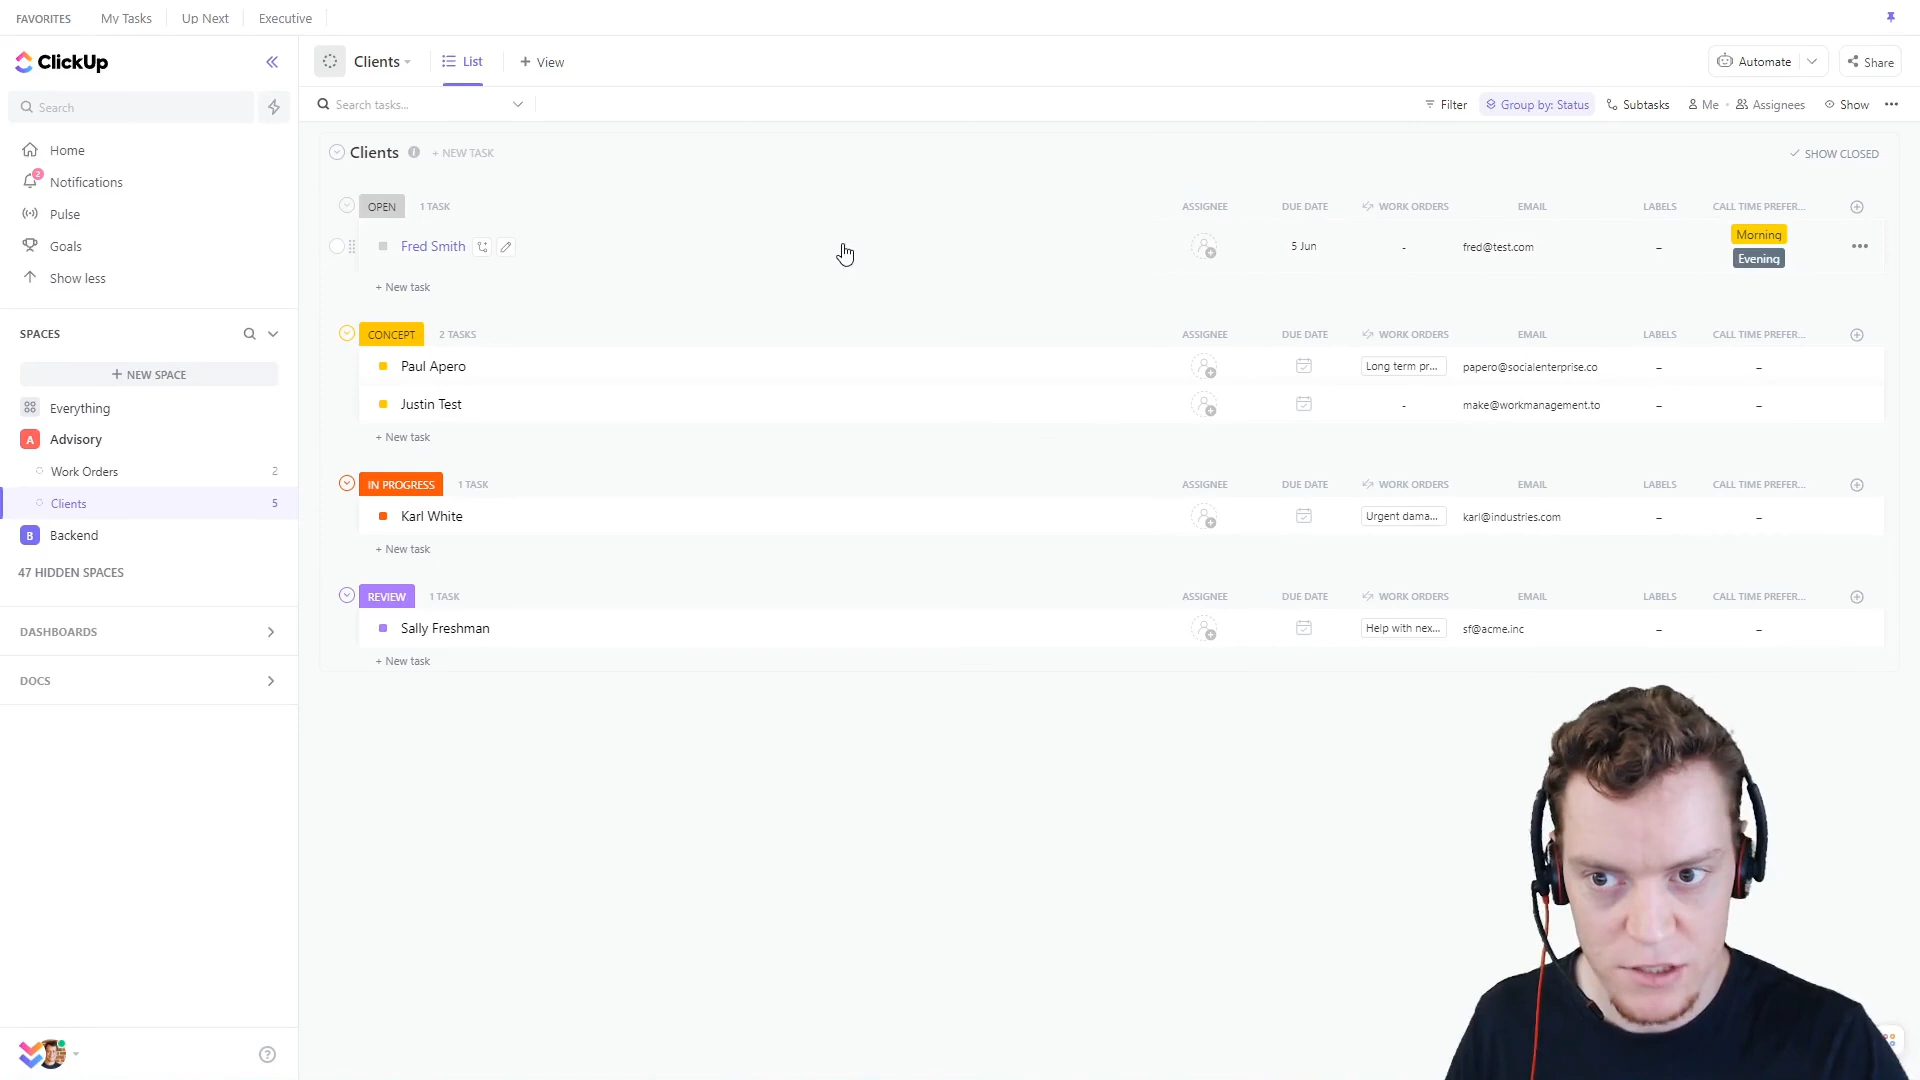 FAVORITES My Tasks Up Next Executive
ClickUp
Clients List + View Automate Share
Search
Search tasks... Filter Group by: Status Subtasks Me Assignees Show
Home
2
Notifications
Pulse
Goals
Show less
SPACES
+ NEW SPACE
Everything
A Advisory
Work Orders 2
Clients 5
B Backend
47 HIDDEN SPACES
DASHBOARDS
DOCS
Clients + NEW TASK SHOW CLOSED
OPEN 1 TASK ASSIGNEE DUE DATE WORK ORDERS EMAIL LABELS CALL TIME PREFER...
Fred Smith 5 Jun - fred@test.com – Morning
Evening
+ New task
CONCEPT 2 TASKS ASSIGNEE DUE DATE WORK ORDERS EMAIL LABELS CALL TIME PREFER...
Paul Apero Long term pr... papero@socialenterprise.co – –
Justin Test - make@workmanagement.to – –
+ New task
IN PROGRESS 1 TASK ASSIGNEE DUE DATE WORK ORDERS EMAIL LABELS CALL TIME PREFER...
Karl White Urgent dama... karl@industries.com – –
+ New task
REVIEW 1 TASK ASSIGNEE DUE DATE WORK ORDERS EMAIL LABELS CALL TIME PREFER...
Sally Freshman Help with nex... sf@acme.inc – –
+ New task